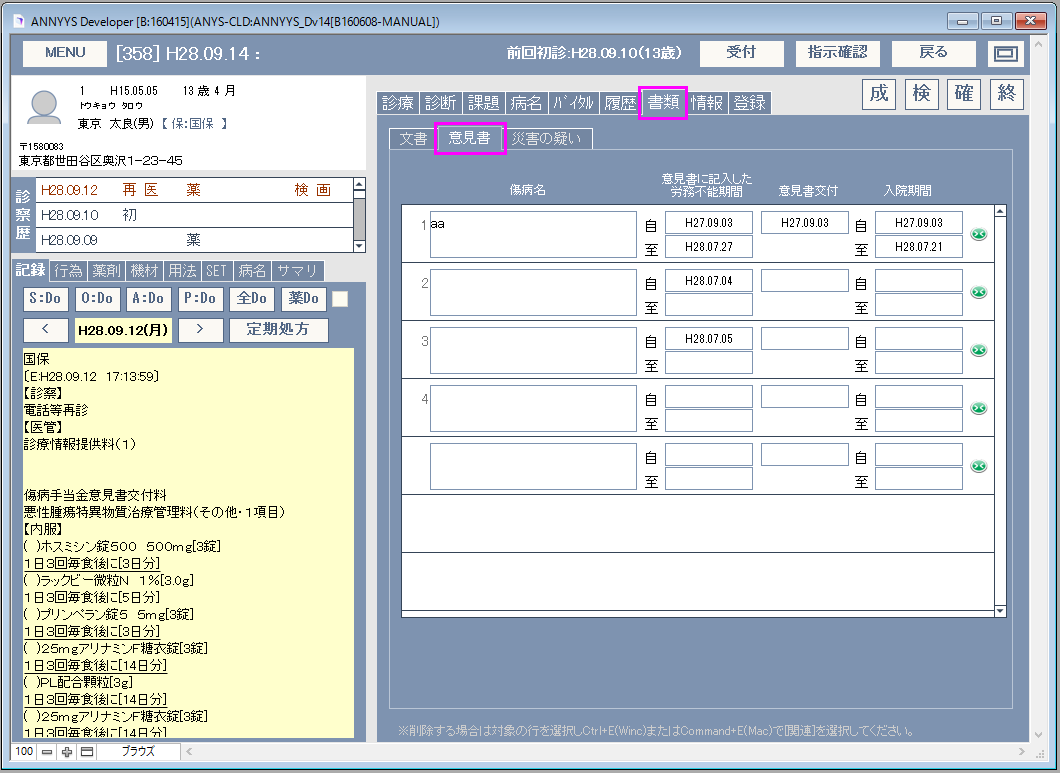 ANNYYS Developer [B:160415](ANYS-CLD:ANNYYS_Dv14[B160608-MANUAL])
MENU [358] H28.09.14 : 前回初診:H28.09.10(13歳) 受付 指示確認 戻る
1 H15.05.05 13 歳 4 月
トウキョウ タロウ
東京 太良(男) 【 保:国保 】
〒1580083
東京都世田谷区奥沢1-23-45
成 検 確 終
診療 診断 課題 病名 バイタル 履歴 書類 情報 登録
文書 意見書 災害の疑い
診察歴
H28.09.12 再 医 薬 検 画
H28.09.10 初
H28.09.09 薬
記録 行為 薬剤 機材 用法 SET 病名 サマリ
S:Do O:Do A:Do P:Do 全Do 薬Do
< H28.09.12(月) > 定期処方
国保
[E:H28.09.12 17:13:59]
【診察】
電話等再診
【医管】
診療情報提供料(1)
傷病手当金意見書交付料
悪性腫瘍特異物質治療管理料(その他・1項目)
【内服】
( )ホスミシン錠500 500mg[3錠]
1日3回毎食後に[3日分]
( )ラックビー微粒N 1%[3.0g]
1日3回毎食後に[5日分]
( )プリンペラン錠5 5mg[3錠]
1日3回毎食後に[3日分]
( )25mgアリナミンF糖衣錠[3錠]
1日3回毎食後に[14日分]
( )PL配合顆粒[3g]
1日3回毎食後に[14日分]
( )25mgアリナミンF糖衣錠[3錠]
1日3回毎食後に[14日分]
傷病名 意見書に記入した 労務不能期間 意見書交付 入院期間
1 aa 自 H27.09.03 H27.09.03 自 H27.09.03
至 H28.07.27 至 H28.07.21
2 自 H28.07.04 自
至 至
3 自 H28.07.05 自
至 至
4 自 自
至 至
自 自
至 至
※削除する場合は対象の行を選択しCtrl+E(Winc)またはCommand+E(Mac)で[関連]を選択してください。
100 ブラウズ